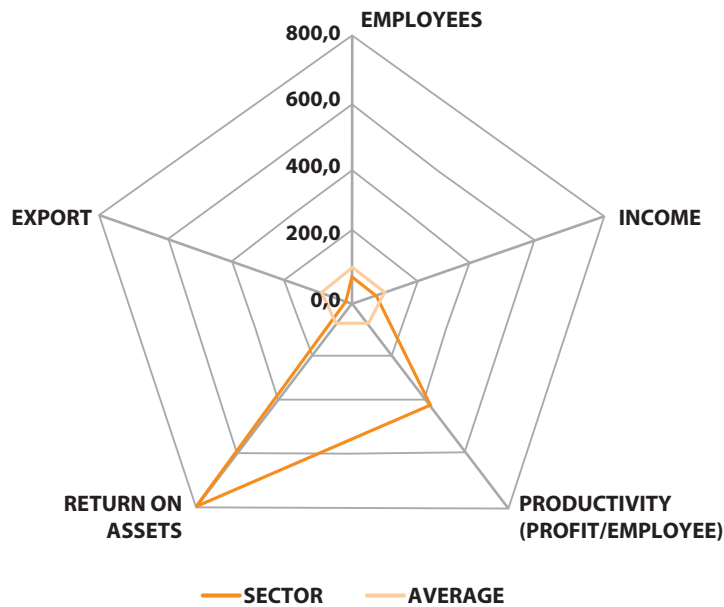 EMPLOYEES
800,0
600,0
400,0
200,0
0,0
EXPORT
INCOME
RETURN ON
ASSETS
PRODUCTIVITY
(PROFIT/EMPLOYEE)
SECTOR
AVERAGE